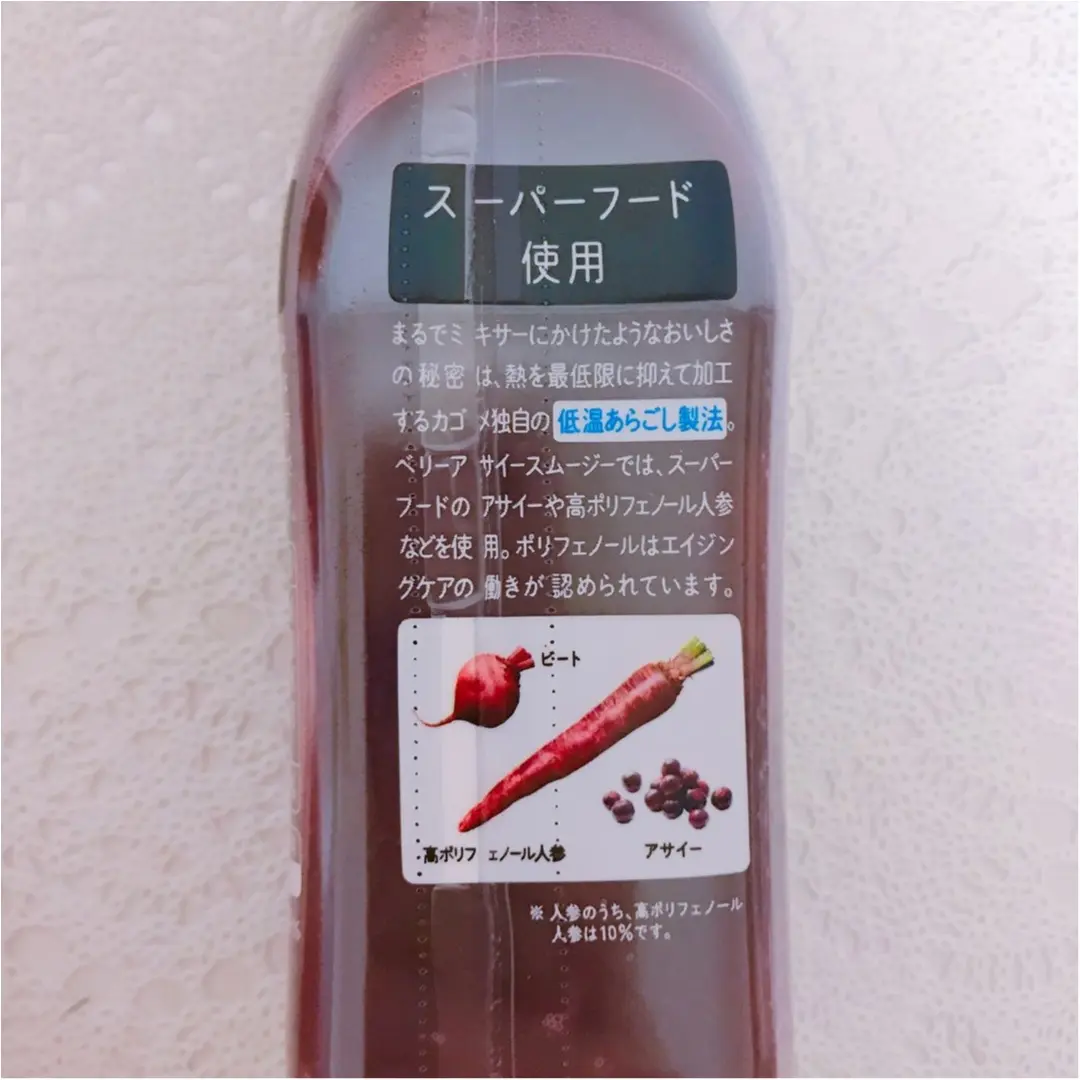 スーパーフード
使用
まるでミキサーにかけたようなおいしさ
の秘密は、熱を最低限に抑えて加工
するカゴメ独自の低温あらごし製法。
ベリーアサイースムージーでは、スーパー
フードのアサイーや高ポリフェノール人参
などを使用。ポリフェノールはエイジン
グケアの働きが認められています。
ビート
高ポリフェノール人参
アサイー
※人参のうち、高ポリフェノール
人参は10%です。